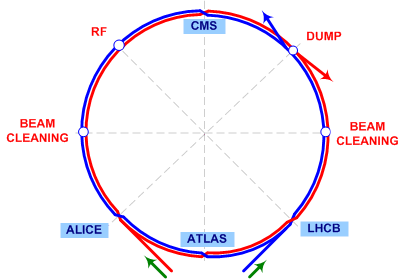 CMS
RF
DUMP
BEAM
CLEANING
BEAM
CLEANING
ALICE
ATLAS
LHCB